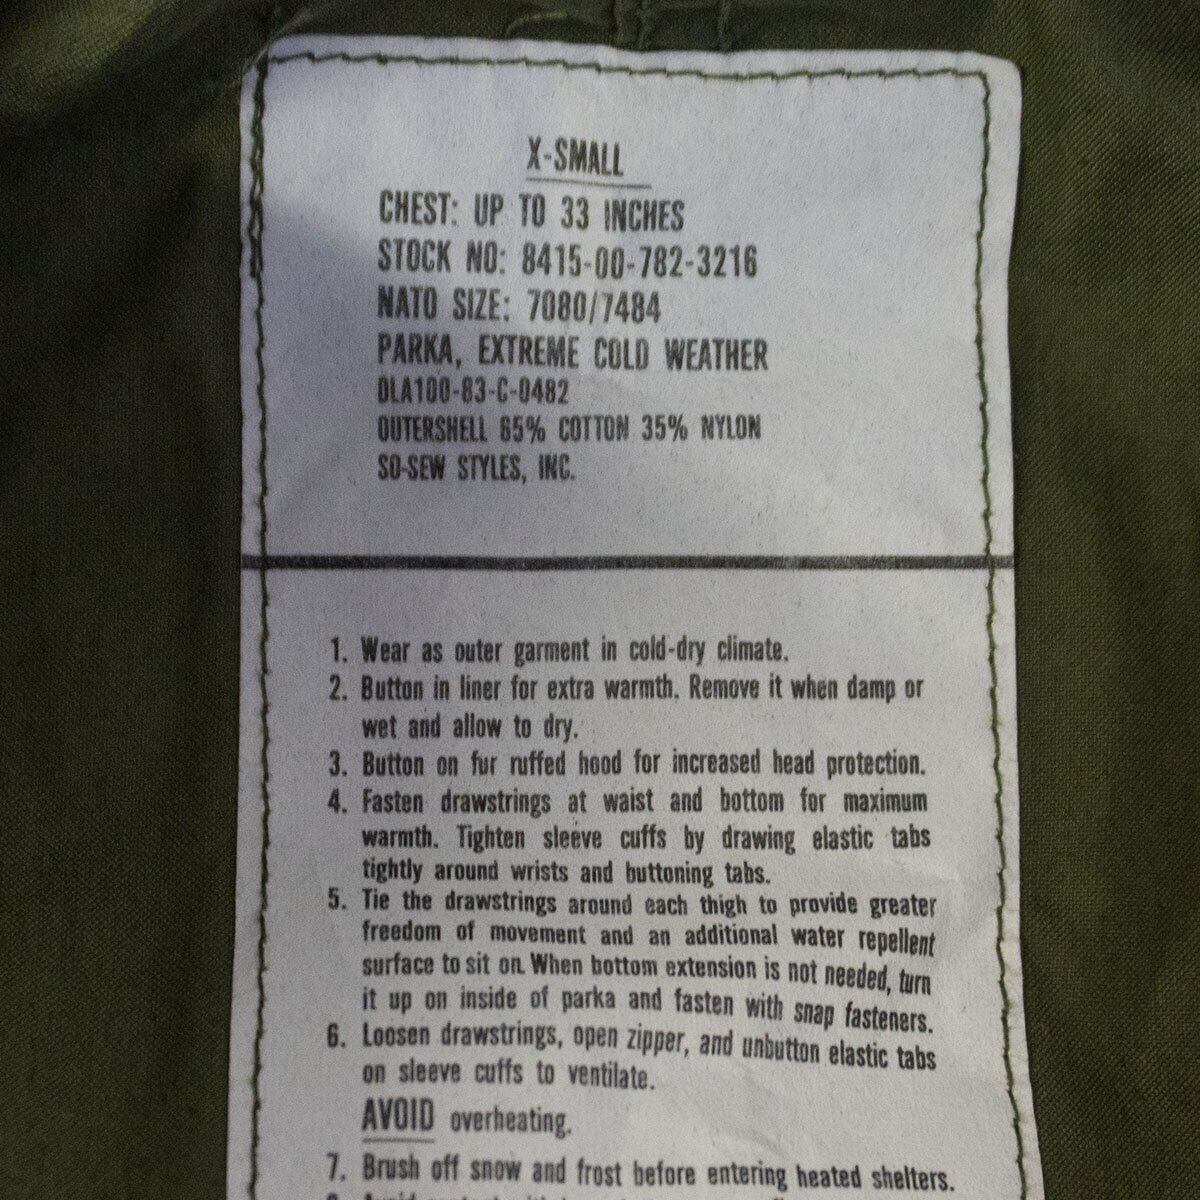 X-SMALL
CHEST: UP TO 33 INCHES
STOCK NO: 8415-00-782-3216
NATO SIZE: 7080/7484
PARKA, EXTREME COLD WEATHER
DLA100-83-C-0482
OUTERSHELL 65% COTTON 35% NYLON
SO-SEW STYLES, INC.
1. Wear as outer garment in cold-dry climate.
2. Button in liner for extra warmth. Remove it when damp or
wet and allow to dry.
3. Button on fur ruffed hood for increased head protection.
4. Fasten drawstrings at waist and bottom for maximum
warmth. Tighten sleeve cuffs by drawing elastic tabs
tightly around wrists and buttoning tabs.
5. Tie the drawstrings around each thigh to provide greater
freedom of movement and an additional water repellent
surface to sit on. When bottom extension is not needed, turn
it up on inside of parka and fasten with snap fasteners.
6. Loosen drawstrings, open zipper, and unbutton elastic tabs
on sleeve cuffs to ventilate.
AVOID overheating.
7. Brush off snow and frost before entering heated shelters.